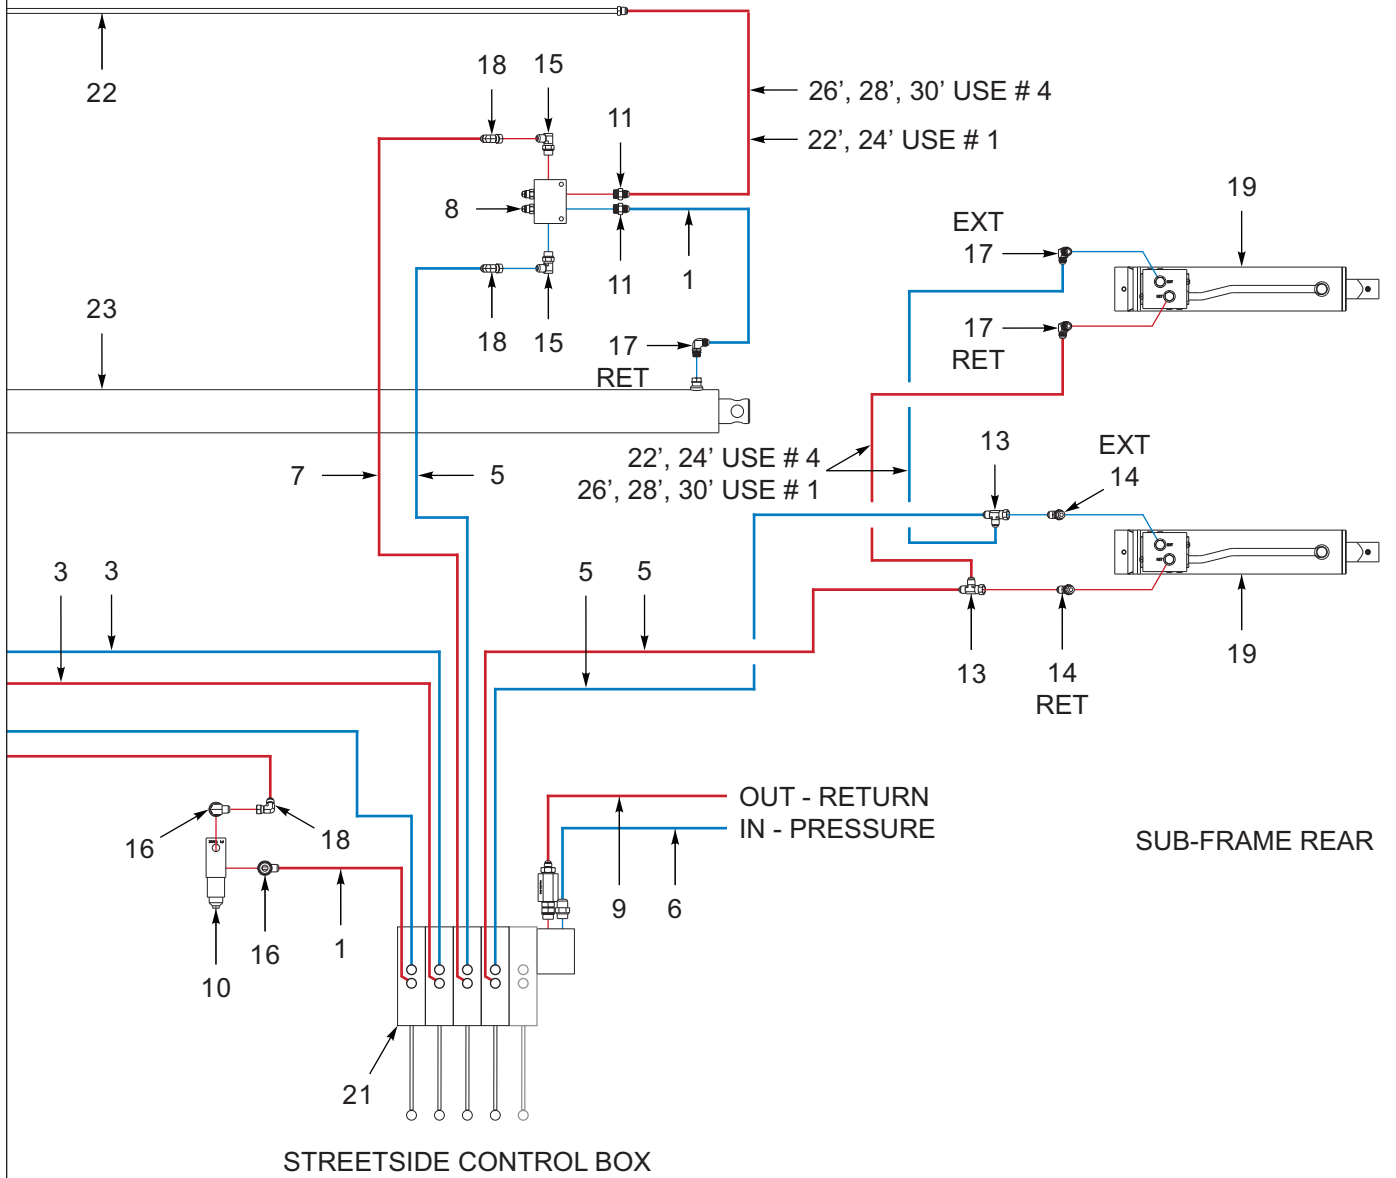 22
18
15
26’, 28’, 30’ USE # 4
11
22’, 24’ USE # 1
8
19
EXT
17
11
1
23
18
15
17
RET
17
RET
7
5
22’, 24’ USE # 4
26’, 28’, 30’ USE # 1
13
EXT
14
3
3
5
5
13
14
RET
19
OUT - RETURN
IN - PRESSURE
16
18
SUB-FRAME REAR
16
1
9
6
10
21
STREETSIDE CONTROL BOX